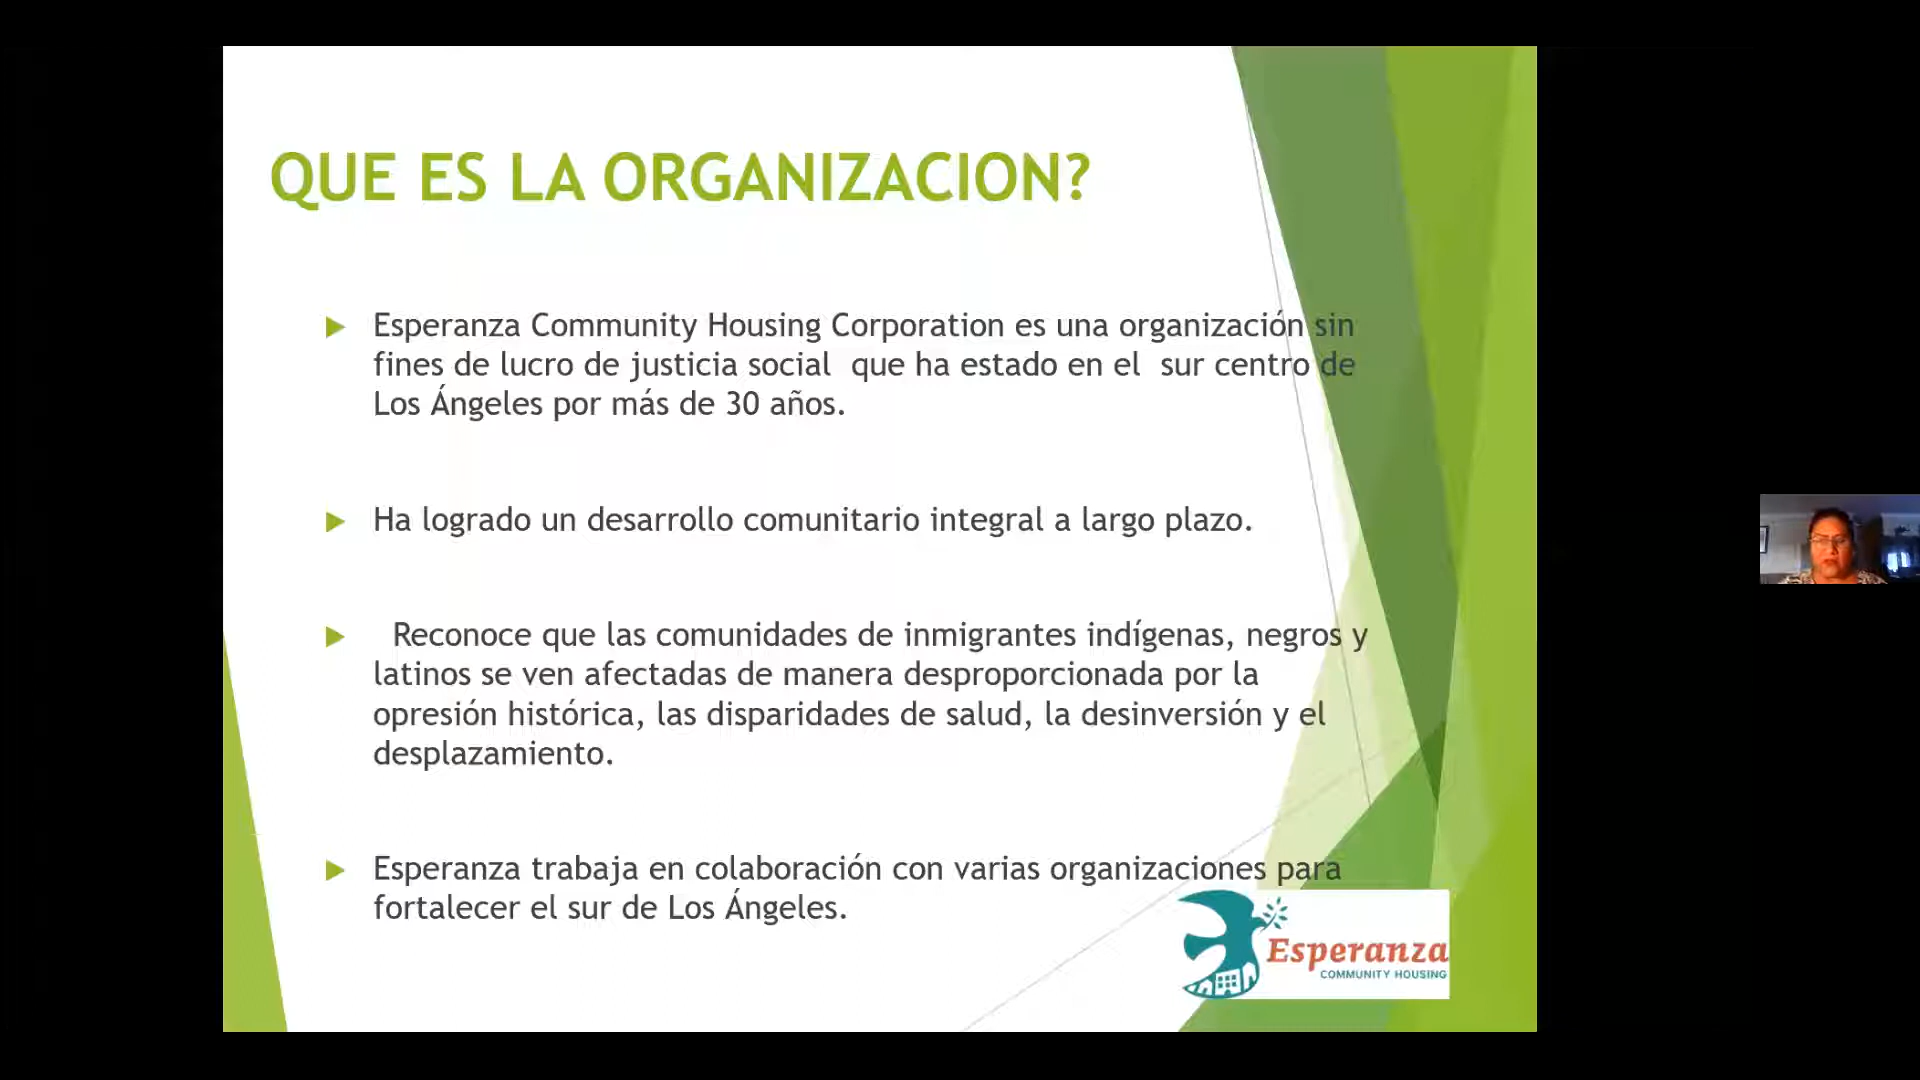 QUE ES LA ORGANIZACION?
Esperanza Community Housing Corporation es una organización sin
fines de lucro de justicia social que ha estado en el sur centro de
Los Ángeles por más de 30 años.
Ha logrado un desarrollo comunitario integral a largo plazo.
Reconoce que las comunidades de inmigrantes indígenas, negros y
latinos se ven afectadas de manera desproporcionada por la
opresión histórica, las disparidades de salud, la desinversión y el
desplazamiento.
Esperanza trabaja en colaboración con varias organizaciones para
fortalecer el sur de Los Ángeles.
Esperanza
COMMUNITY HOUSING